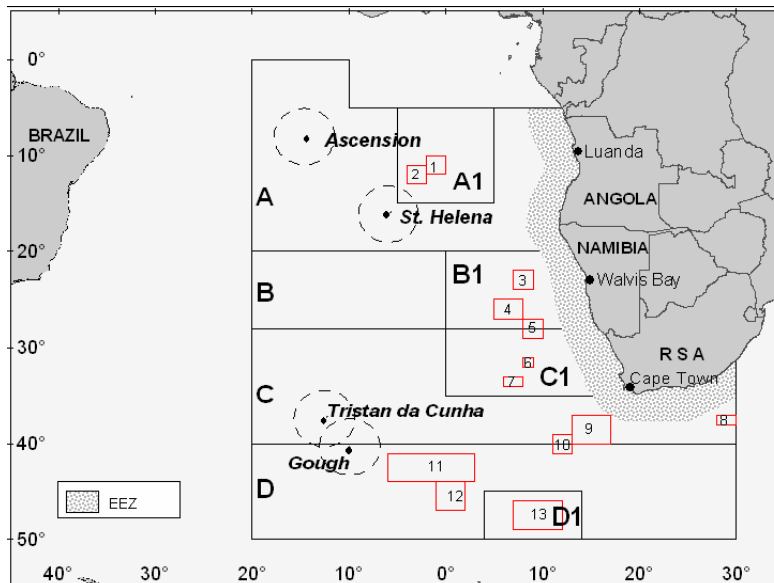 0°
BRAZIL
Ascension
Luanda
10°
1
2
A1
A
ANGOLA
St. Helena
20°
NAMIBIA
B1
3
Walvis Bay
B
4
5
30°
R S A
6
7
C1
Cape Town
C
Tristan da Cunha
8
9
40°
10
Gough
11
D
12
EEZ
13
D1
50°
40°
30°
20°
10°
0°
10°
20°
30°